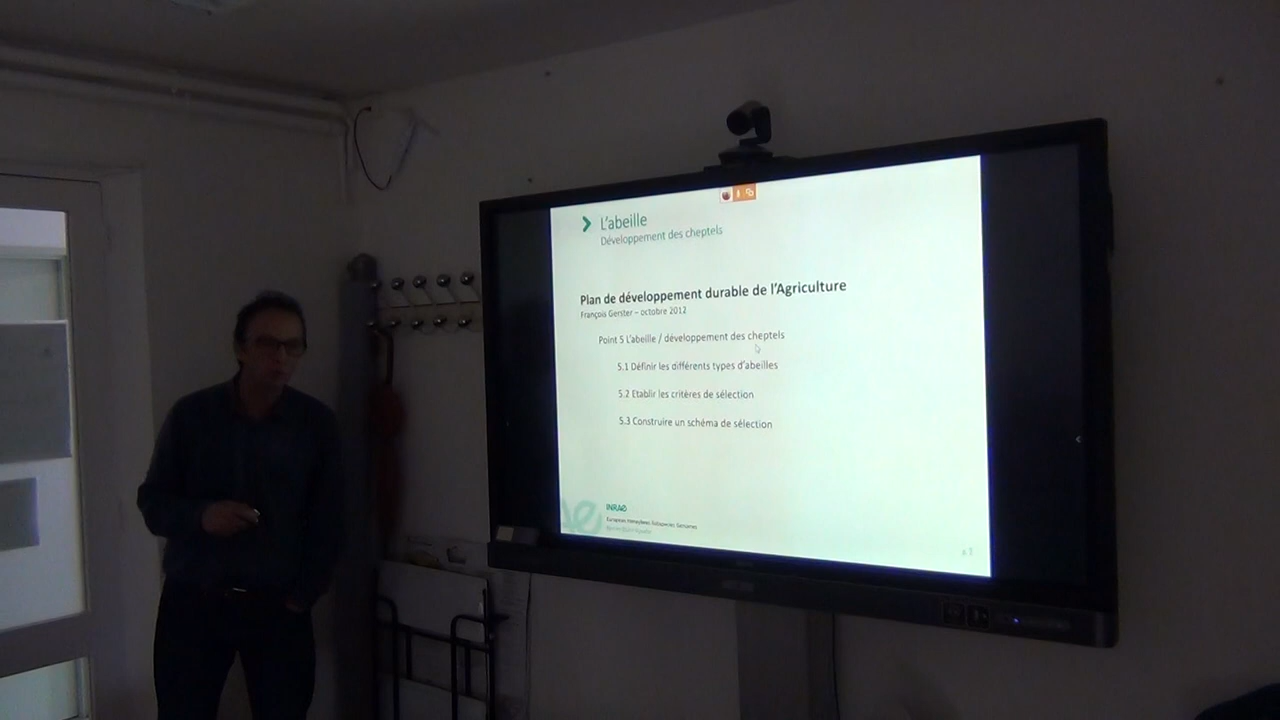 L'abeille
Développement des cheptels
Plan de développement durable de l'Agriculture
François Gerster – octobre 2012
Point 5 L'abeille / développement des cheptels
5.1 Définir les différents types d'abeilles
5.2 Etablir les critères de sélection
5.3 Construire un schéma de sélection
INRAE
European Honeybees